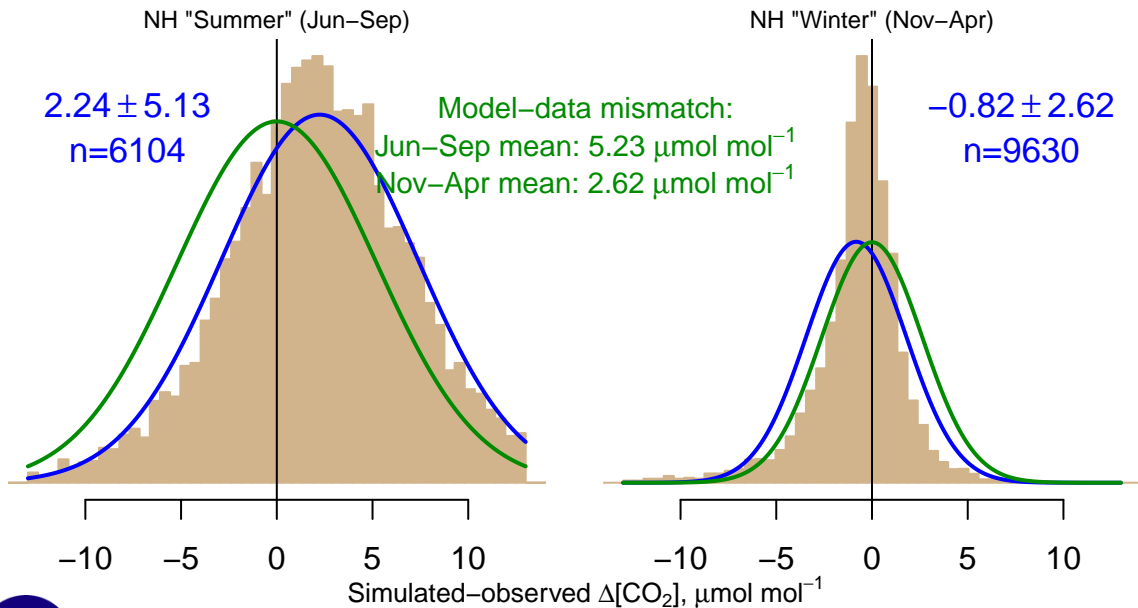 NH "Summer" (Jun−Sep)
NH "Winter" (Nov−Apr)
2.24 ± 5.13
n=6104
Model−data mismatch:
Jun−Sep mean: 5.23 μmol mol⁻¹
Nov−Apr mean: 2.62 μmol mol⁻¹
−0.82 ± 2.62
n=9630
−10 −5 0 5 10
−10 −5 0 5 10
Simulated−observed Δ[CO₂], μmol mol⁻¹